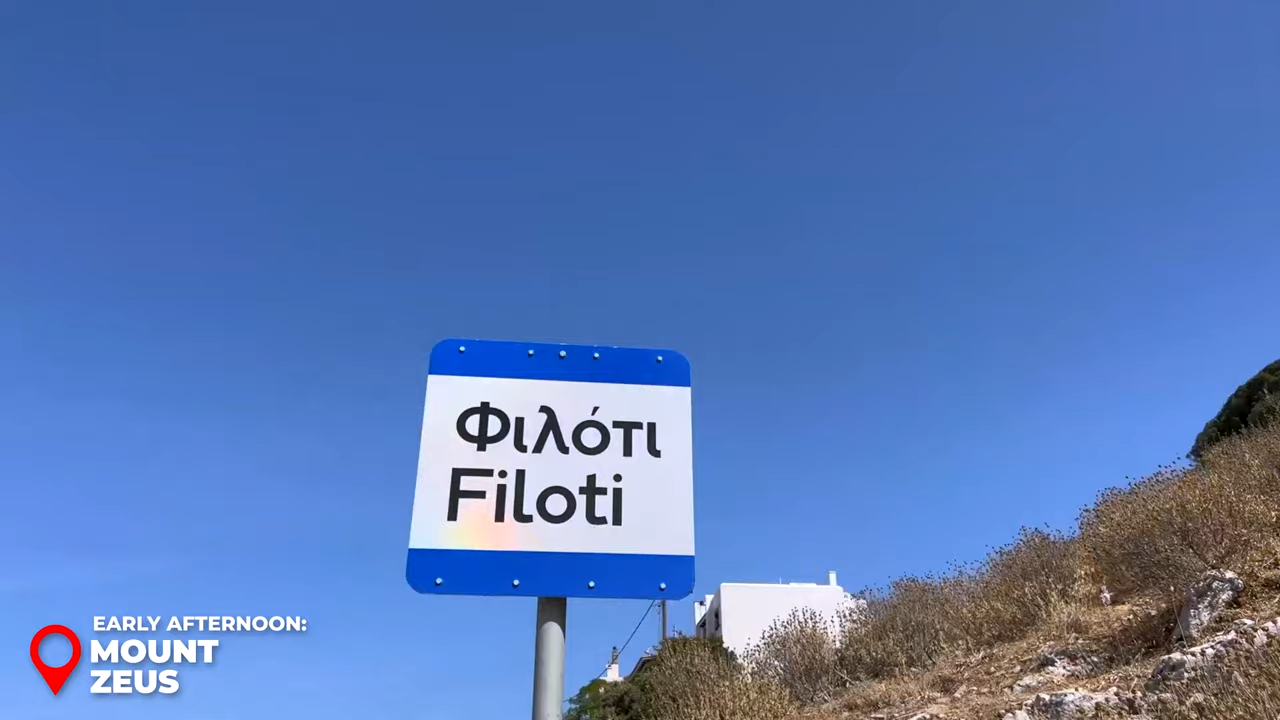 Φιλότι
Filoti
EARLY AFTERNOON:
MOUNT
ZEUS